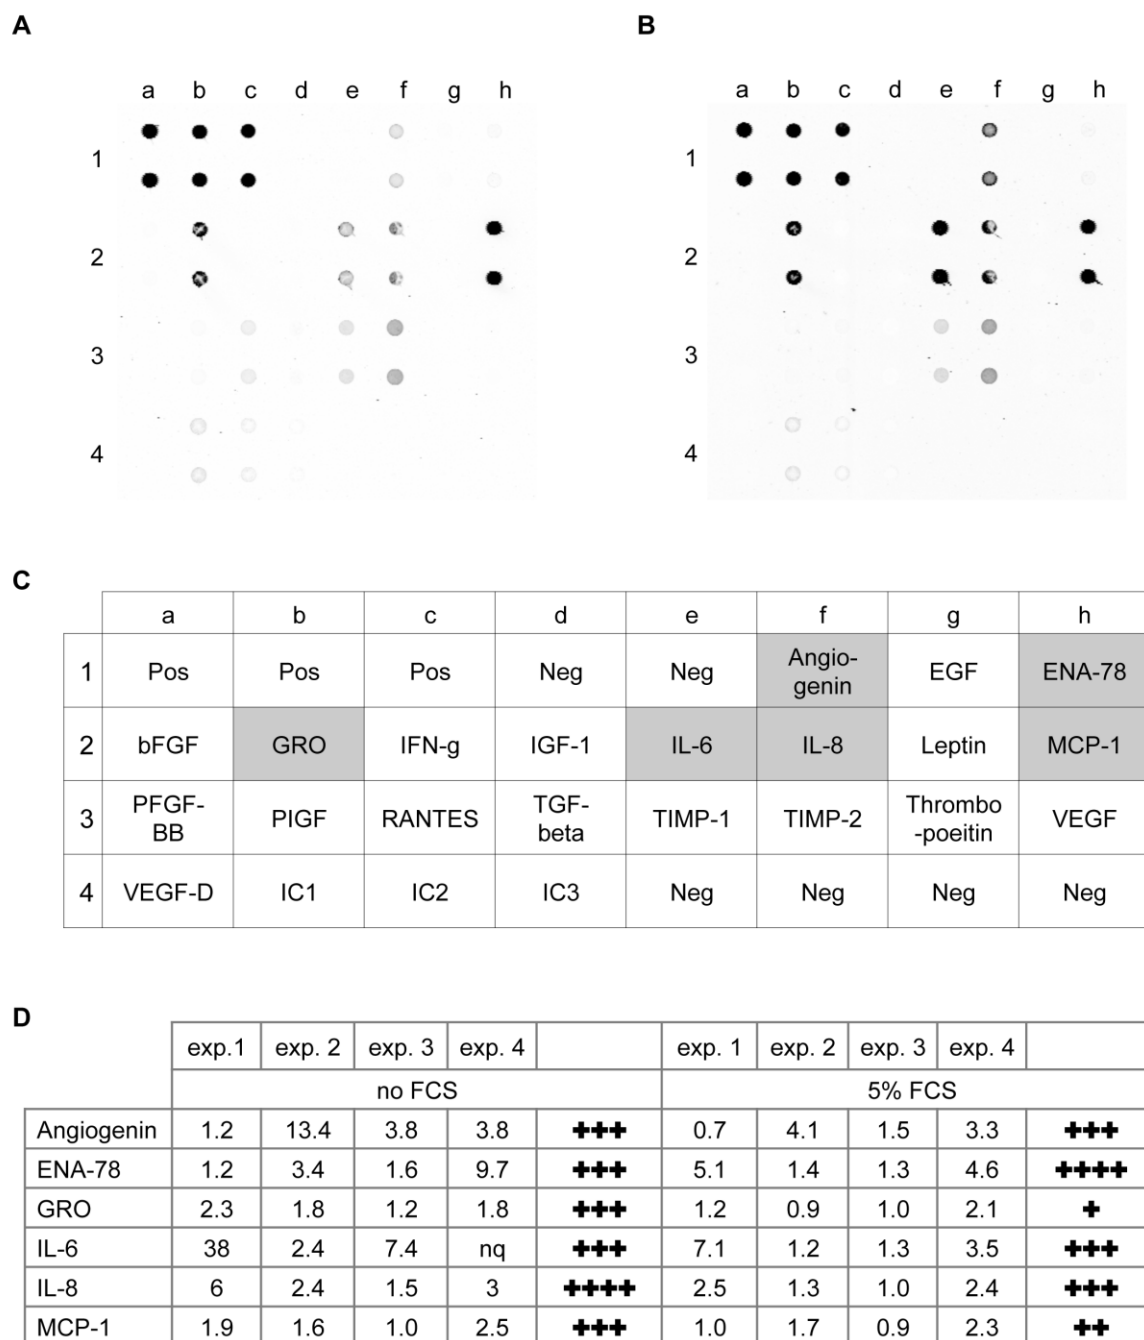 A
B
a b c d e f g h
a b c d e f g h
1
1
2
2
3
3
4
4
C
a b c d e f g h
1 Pos Pos Pos Neg Neg Angio-genin EGF ENA-78
2 bFGF GRO IFN-g IGF-1 IL-6 IL-8 Leptin MCP-1
3 PFGF-BB PIGF RANTES TGF-beta TIMP-1 TIMP-2 Thrombo-poeitin VEGF
4 VEGF-D IC1 IC2 IC3 Neg Neg Neg Neg
D
exp.1 exp. 2 exp. 3 exp. 4 exp. 1 exp. 2 exp. 3 exp. 4
no FCS 5% FCS
Angiogenin 1.2 13.4 3.8 3.8 +++ 0.7 4.1 1.5 3.3 +++
ENA-78 1.2 3.4 1.6 9.7 +++ 5.1 1.4 1.3 4.6 ++++
GRO 2.3 1.8 1.2 1.8 +++ 1.2 0.9 1.0 2.1 +
IL-6 38 2.4 7.4 nq +++ 7.1 1.2 1.3 3.5 +++
IL-8 6 2.4 1.5 3 ++++ 2.5 1.3 1.0 2.4 +++
MCP-1 1.9 1.6 1.0 2.5 +++ 1.0 1.7 0.9 2.3 ++